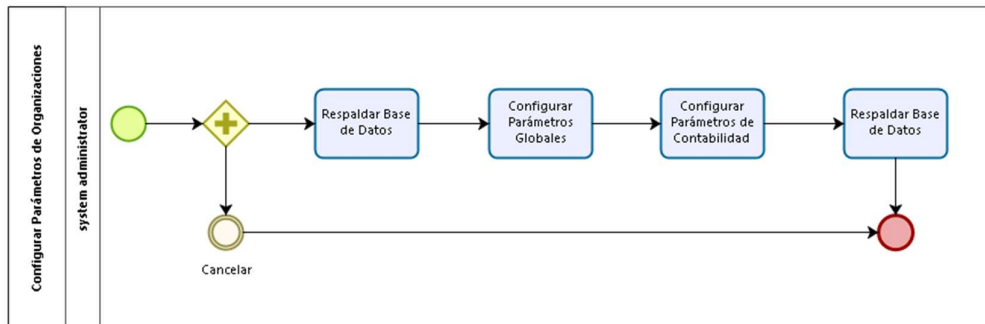 Configurar Parámetros de Organizaciones
system administrator
Respaldar Base
de Datos
Configurar
Parámetros
Globales
Configurar
Parámetros de
Contabilidad
Respaldar Base
de Datos
Cancelar